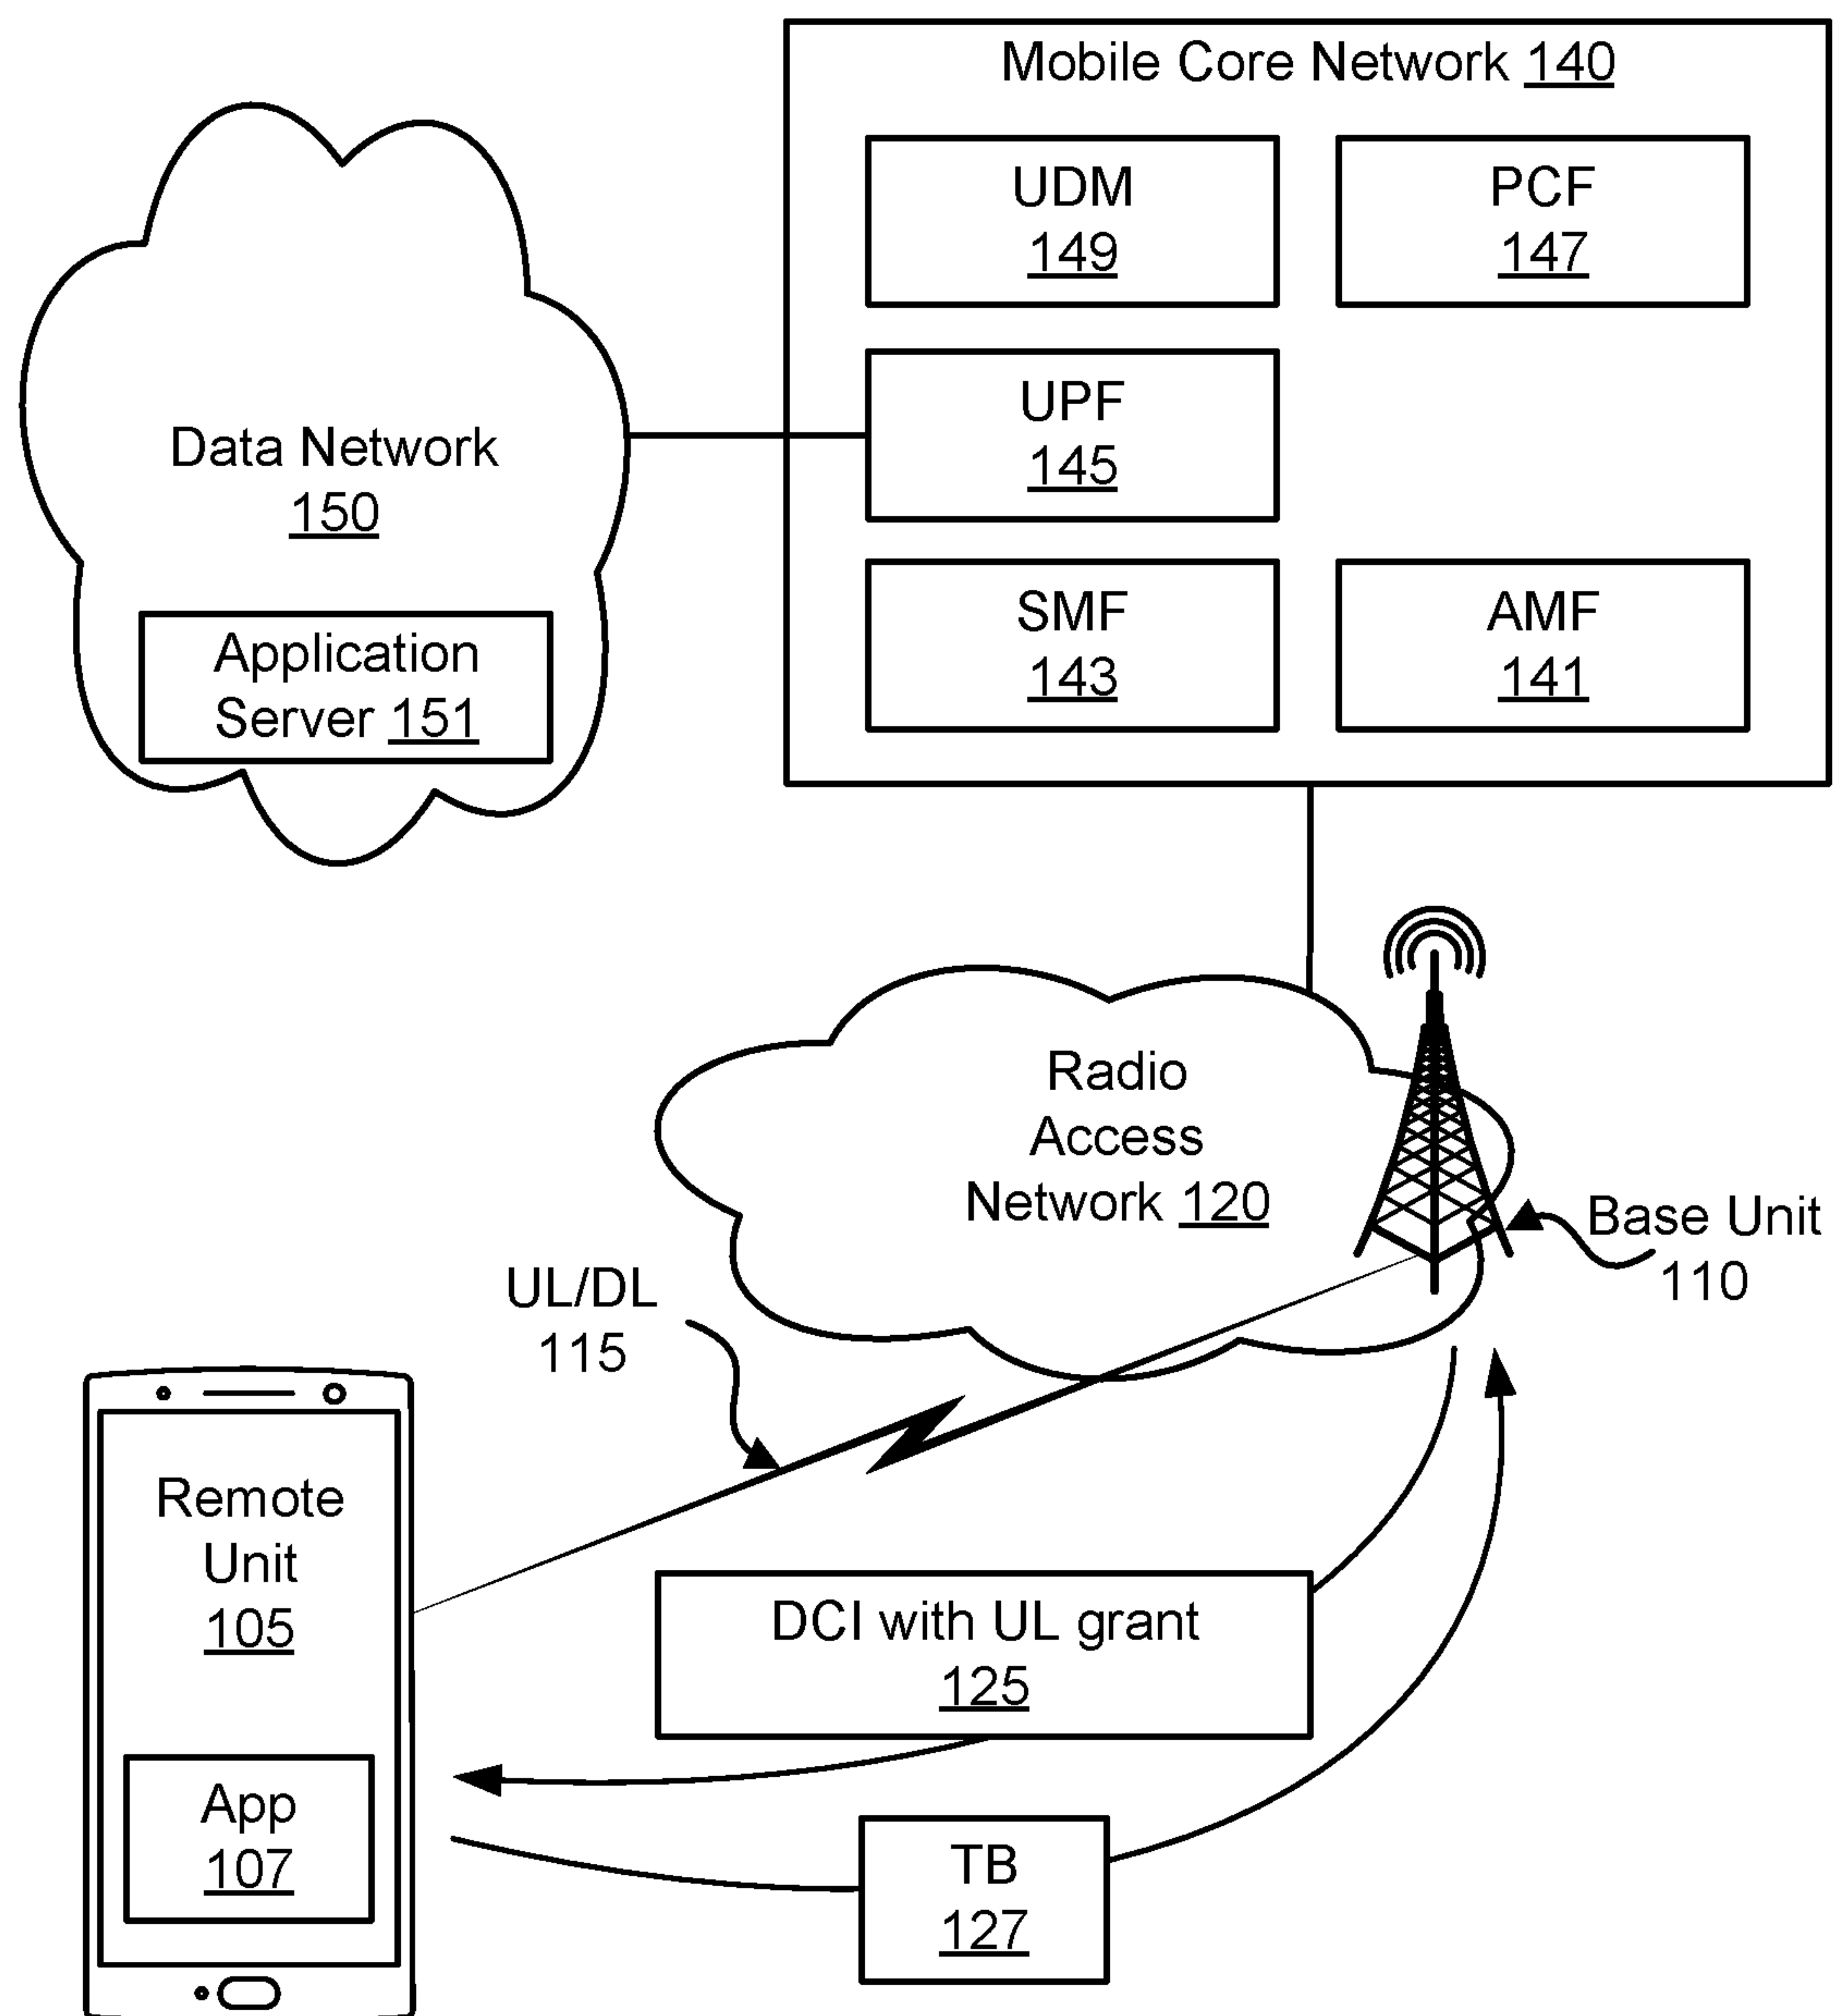 Mobile Core Network 140
UDM
149
PCF
147
UPF
145
SMF
143
AMF
141
Data Network
150
Application
Server 151
Radio
Access
Network 120
Base Unit
110
UL/DL
115
Remote
Unit
105
App
107
DCI with UL grant
125
TB
127